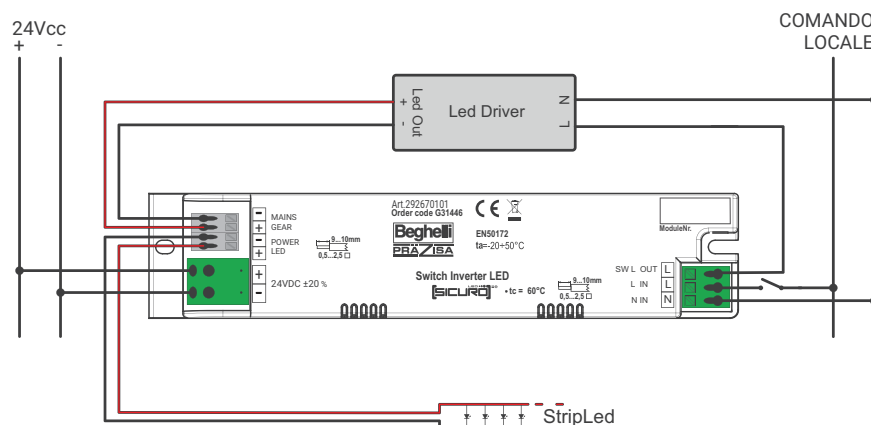 24Vcc
+ -
COMANDO
LOCALE
+ -
Led Out
Led Driver
N
L
Art.292670101
Order code G31446
CE
Beghelli
PRÄZISA
EN50172
ta=-20÷50°C
ModuleNr.
- MAINS
+ GEAR
- POWER
+ LED
9...10mm
0,5...2,5 □
+
24VDC ±20 %
-
Switch Inverter LED
SICURO
• tc = 60°C
9...10mm
0,5...2,5 □
SW L OUT L
L IN L
N IN N
StripLed